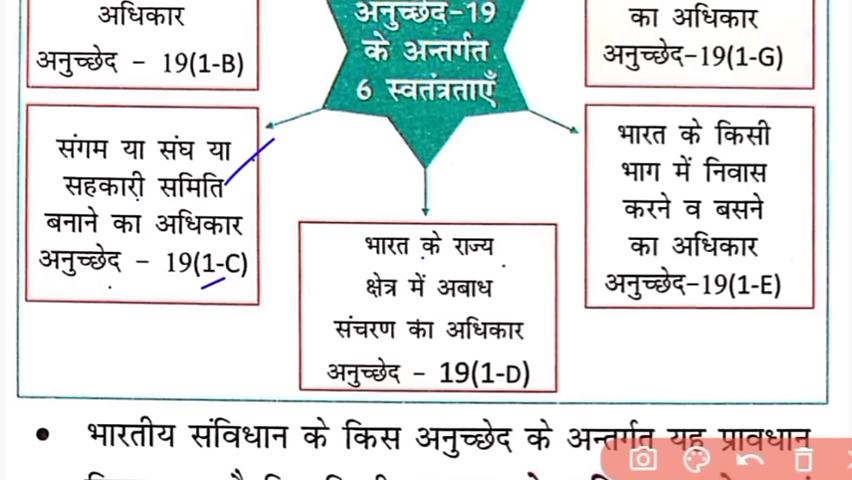 अधिकार
अनुच्छेद - 19(1-B)
अनुच्छेद-19
के अन्तर्गत
6 स्वतंत्रताएँ
का अधिकार
अनुच्छेद-19(1-G)
संगम या संघ या
सहकारी समिति
बनाने का अधिकार
अनुच्छेद - 19(1-C)
भारत के राज्य
क्षेत्र में अबाध
संचरण का अधिकार
अनुच्छेद - 19(1-D)
भारत के किसी
भाग में निवास
करने व बसने
का अधिकार
अनुच्छेद-19(1-E)
• भारतीय संविधान के किस अनुच्छेद के अन्तर्गत यह प्रावधान